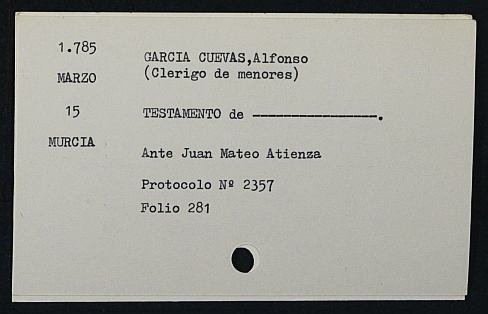 1.785
MARZO
15
MURCIA
GARCIA CUEVAS,Alfonso
(Clerigo de menores)
TESTAMENTO de ----------------.
Ante Juan Mateo Atienza
Protocolo Nº 2357
Folio 281